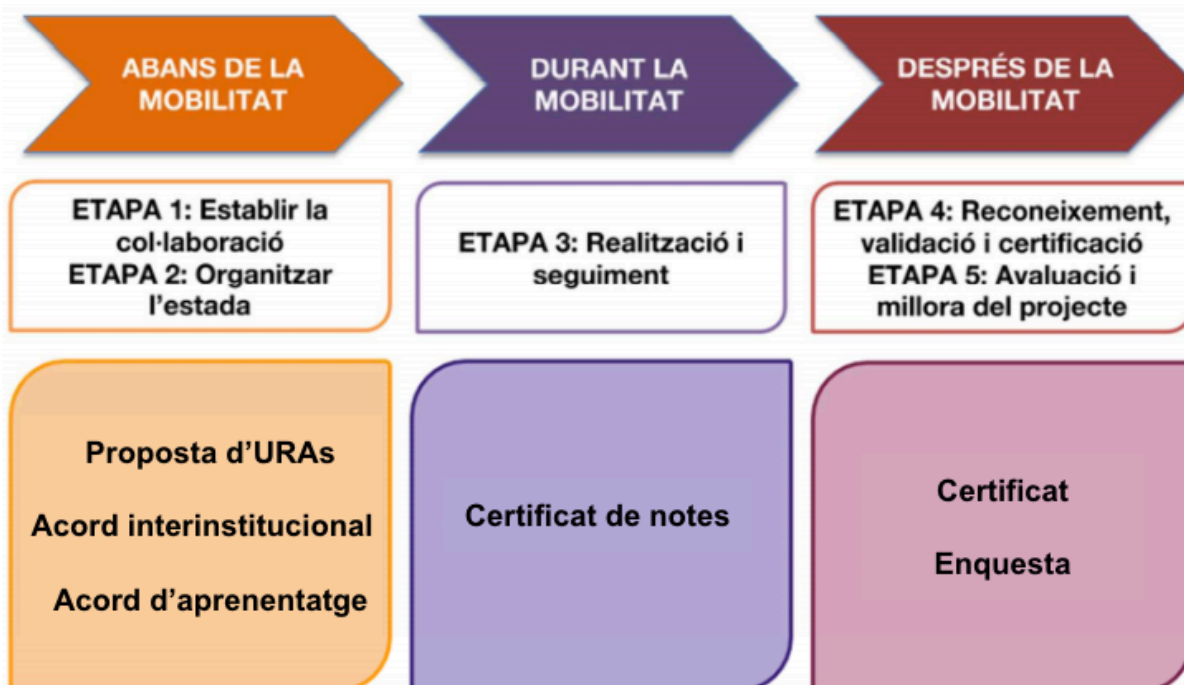 ABANS DE LA
MOBILITAT
DURANT LA
MOBILITAT
DESPRÉS DE LA
MOBILITAT
ETAPA 1: Establir la
col·laboració
ETAPA 2: Organitzar
l'estada
ETAPA 3: Realització i
seguiment
ETAPA 4: Reconeixement,
validació i certificació
ETAPA 5: Avaluació i
millora del projecte
Proposta d'URAs
Acord interinstitucional
Acord d'aprenentatge
Certificat de notes
Certificat
Enquesta